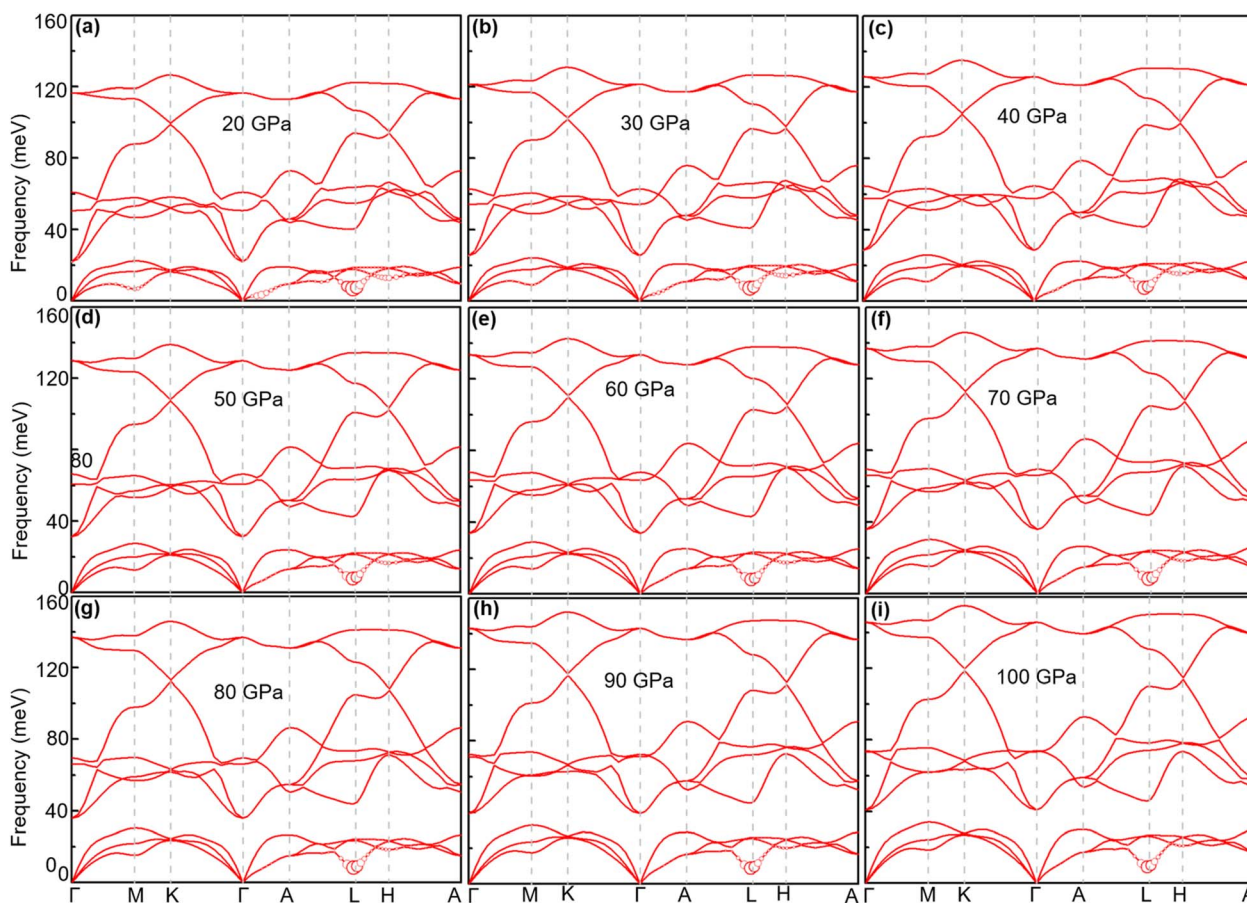 (a) (b) (c)
160
120
80
40
0
Frequency (meV)
20 GPa 30 GPa 40 GPa
(d) (e) (f)
160
120
80
40
0
Frequency (meV)
50 GPa 60 GPa 70 GPa
(g) (h) (i)
160
120
80
40
0
Frequency (meV)
80 GPa 90 GPa 100 GPa
Γ M K Γ A L H A Γ M K Γ A L H A Γ M K Γ A L H A